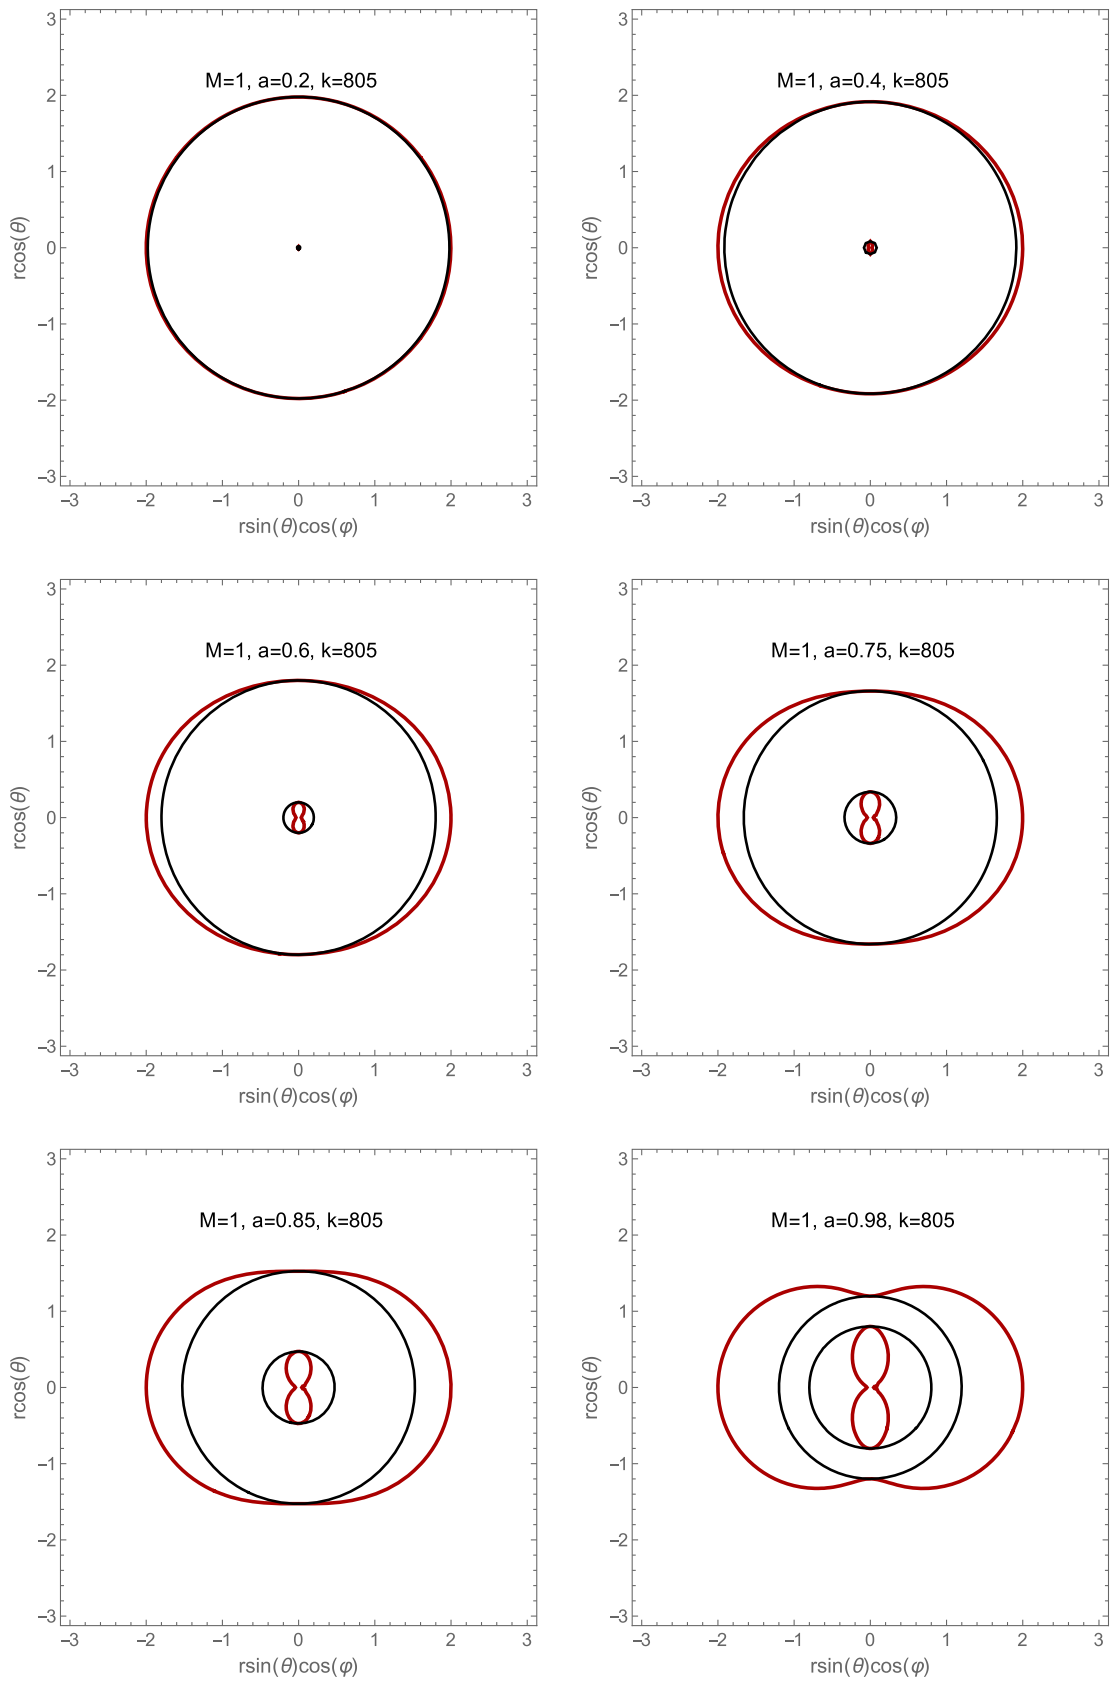 M=1, a=0.2, k=805
rcos(θ)
3
2
1
0
−1
−2
−3
−3 −2 −1 0 1 2 3
rsin(θ)cos(φ)
M=1, a=0.4, k=805
rcos(θ)
3
2
1
0
−1
−2
−3
−3 −2 −1 0 1 2 3
rsin(θ)cos(φ)
M=1, a=0.6, k=805
rcos(θ)
3
2
1
0
−1
−2
−3
−3 −2 −1 0 1 2 3
rsin(θ)cos(φ)
M=1, a=0.75, k=805
rcos(θ)
3
2
1
0
−1
−2
−3
−3 −2 −1 0 1 2 3
rsin(θ)cos(φ)
M=1, a=0.85, k=805
rcos(θ)
3
2
1
0
−1
−2
−3
−3 −2 −1 0 1 2 3
rsin(θ)cos(φ)
M=1, a=0.98, k=805
rcos(θ)
3
2
1
0
−1
−2
−3
−3 −2 −1 0 1 2 3
rsin(θ)cos(φ)